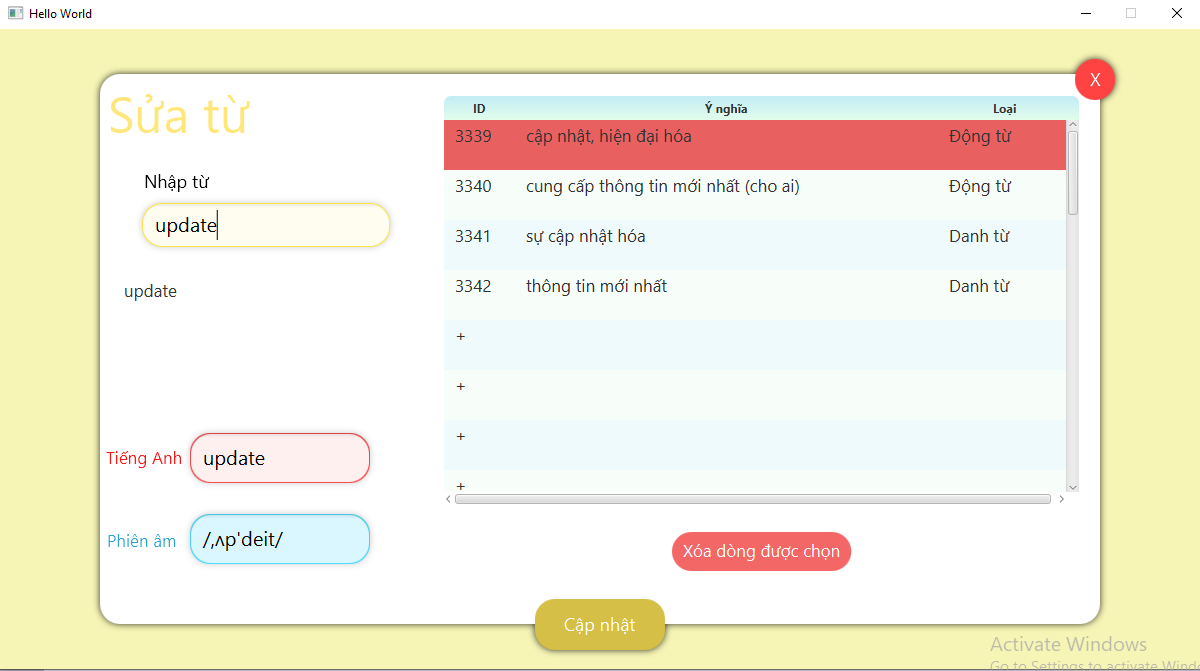 Hello World
X
Sửa từ
Nhập từ
update
update
Tiếng Anh
update
Phiên âm
/,ʌp'deit/
ID Ý nghĩa Loại
3339 cập nhật, hiện đại hóa Động từ
3340 cung cấp thông tin mới nhất (cho ai) Động từ
3341 sự cập nhật hóa Danh từ
3342 thông tin mới nhất Danh từ
+
+
+
+
Xóa dòng được chọn
Cập nhật
Activate Windows
Go to Settings to activate Windo